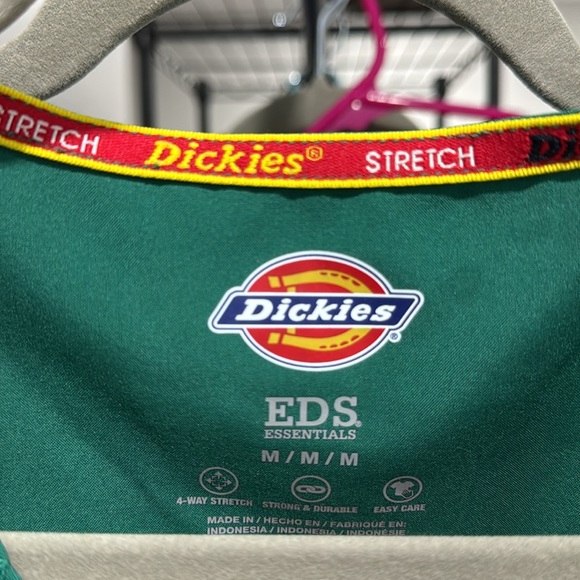 STRETCH Dickies® STRETCH Di
Dickies®
EDS®
ESSENTIALS
M / M / M
4-WAY STRETCH STRONG & DURABLE EASY CARE
MADE IN / HECHO EN / FABRIQUÉ EN:
INDONESIA / INDONESIA / INDONÉSIE